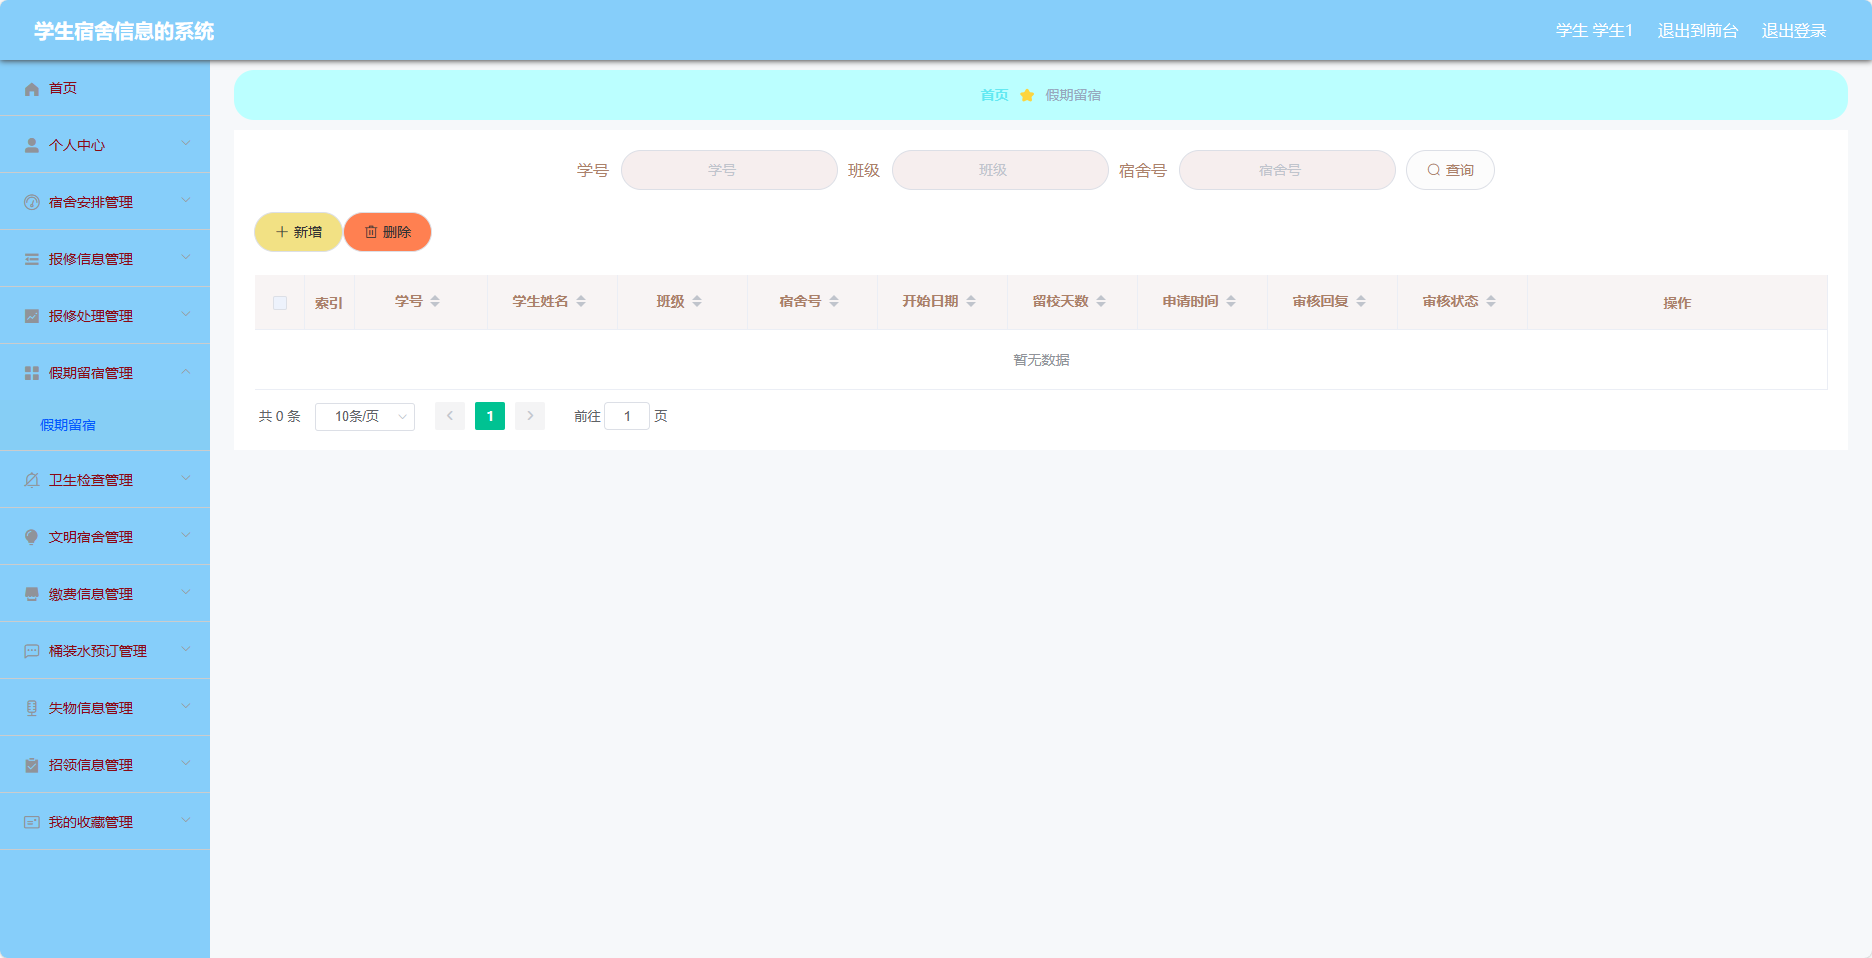 学生宿舍信息的系统
学生 学生1 退出到前台 退出登录
首页
个人中心
宿舍安排管理
报修信息管理
报修处理管理
假期留宿管理
假期留宿
卫生检查管理
文明宿舍管理
缴费信息管理
桶装水预订管理
失物信息管理
招领信息管理
我的收藏管理
首页 假期留宿
学号 学号 班级 班级 宿舍号 宿舍号 查询
新增 删除
索引 学号 学生姓名 班级 宿舍号 开始日期 留校天数 申请时间 审核回复 审核状态 操作
暂无数据
共 0 条 10条/页 1 前往 1 页